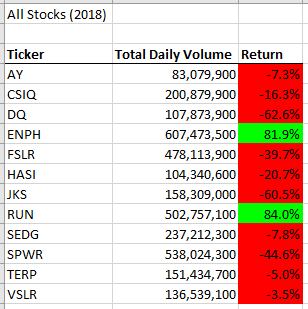 All Stocks (2018)
Ticker Total Daily Volume Return
AY 83,079,900 -7.3%
CSIQ 200,879,900 -16.3%
DQ 107,873,900 -62.6%
ENPH 607,473,500 81.9%
FSLR 478,113,900 -39.7%
HASI 104,340,600 -20.7%
JKS 158,309,000 -60.5%
RUN 502,757,100 84.0%
SEDG 237,212,300 -7.8%
SPWR 538,024,300 -44.6%
TERP 151,434,700 -5.0%
VSLR 136,539,100 -3.5%